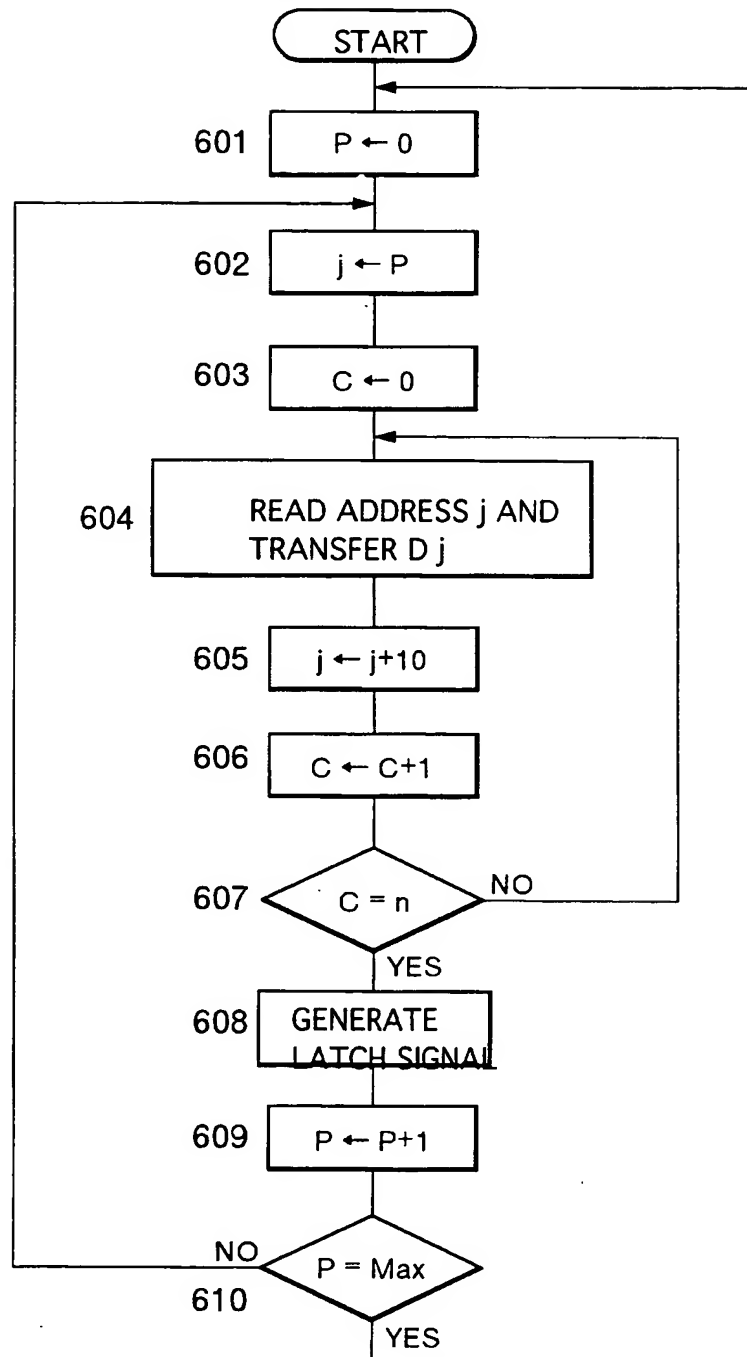 START
601
P ← 0
602
j ← P
603
C ← 0
604
READ ADDRESS j AND
TRANSFER D j
605
j ← j+10
606
C ← C+1
607
C = n
NO
YES
608
GENERATE
LATCH SIGNAL
609
P ← P+1
NO
P = Max
610
YES